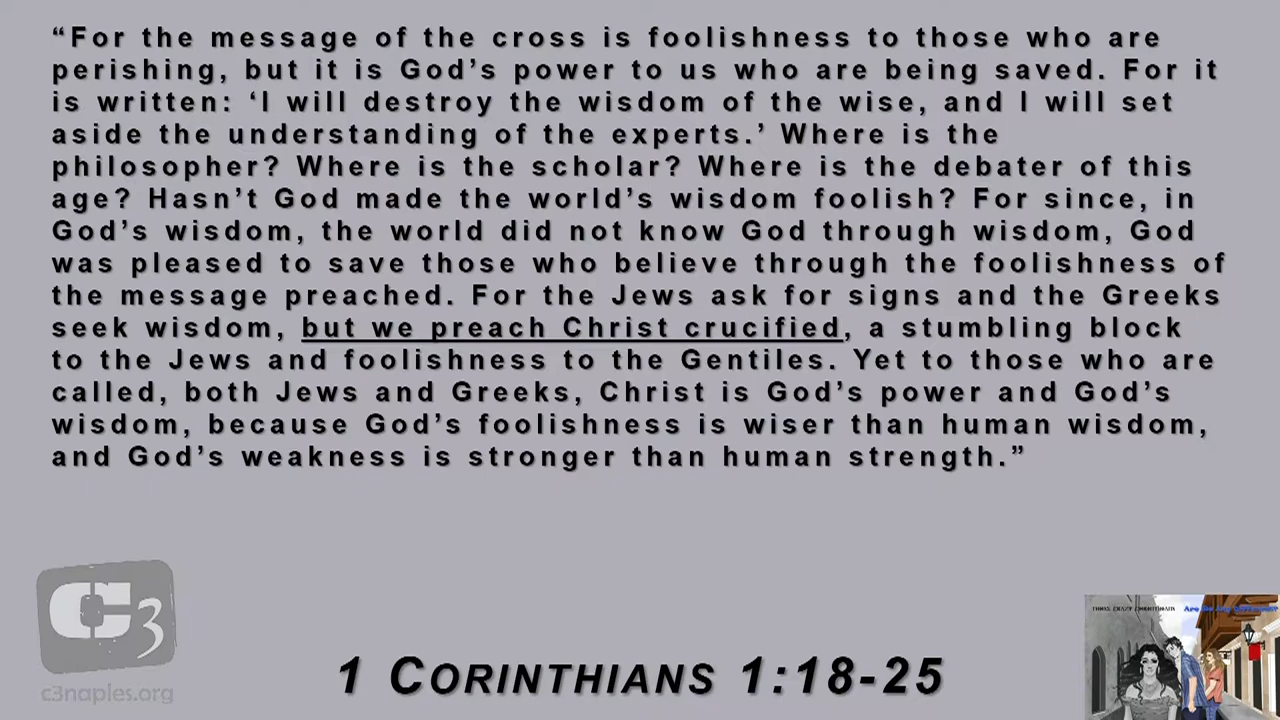 “For the message of the cross is foolishness to those who are
perishing, but it is God’s power to us who are being saved. For it
is written: ‘I will destroy the wisdom of the wise, and I will set
aside the understanding of the experts.’ Where is the
philosopher? Where is the scholar? Where is the debater of this
age? Hasn’t God made the world’s wisdom foolish? For since, in
God’s wisdom, the world did not know God through wisdom, God
was pleased to save those who believe through the foolishness of
the message preached. For the Jews ask for signs and the Greeks
seek wisdom, but we preach Christ crucified, a stumbling block
to the Jews and foolishness to the Gentiles. Yet to those who are
called, both Jews and Greeks, Christ is God’s power and God’s
wisdom, because God’s foolishness is wiser than human wisdom,
and God’s weakness is stronger than human strength.”
C3
c3naples.org
1 CORINTHIANS 1:18-25
THOSE CRAZY CORINTHIANS
Are We Any Different?